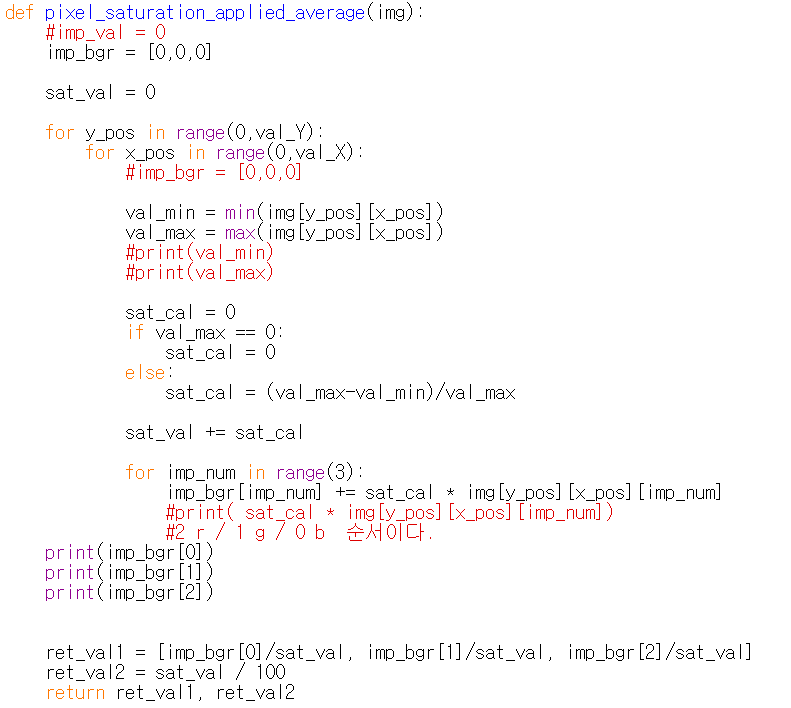 def pixel_saturation_applied_average(img):
    #imp_val = 0
    imp_bgr = [0,0,0]

    sat_val = 0

    for y_pos in range(0,val_Y):
        for x_pos in range(0,val_X):
            #imp_bgr = [0,0,0]

            val_min = min(img[y_pos][x_pos])
            val_max = max(img[y_pos][x_pos])
            #print(val_min)
            #print(val_max)

            sat_cal = 0
            if val_max == 0:
                sat_cal = 0
            else:
                sat_cal = (val_max-val_min)/val_max

            sat_val += sat_cal

            for imp_num in range(3):
                imp_bgr[imp_num] += sat_cal * img[y_pos][x_pos][imp_num]
                #print( sat_cal * img[y_pos][x_pos][imp_num])
                #2 r / 1 g / 0 b  순서이다.
    print(imp_bgr[0])
    print(imp_bgr[1])
    print(imp_bgr[2])


    ret_val1 = [imp_bgr[0]/sat_val, imp_bgr[1]/sat_val, imp_bgr[2]/sat_val]
    ret_val2 = sat_val / 100
    return ret_val1, ret_val2